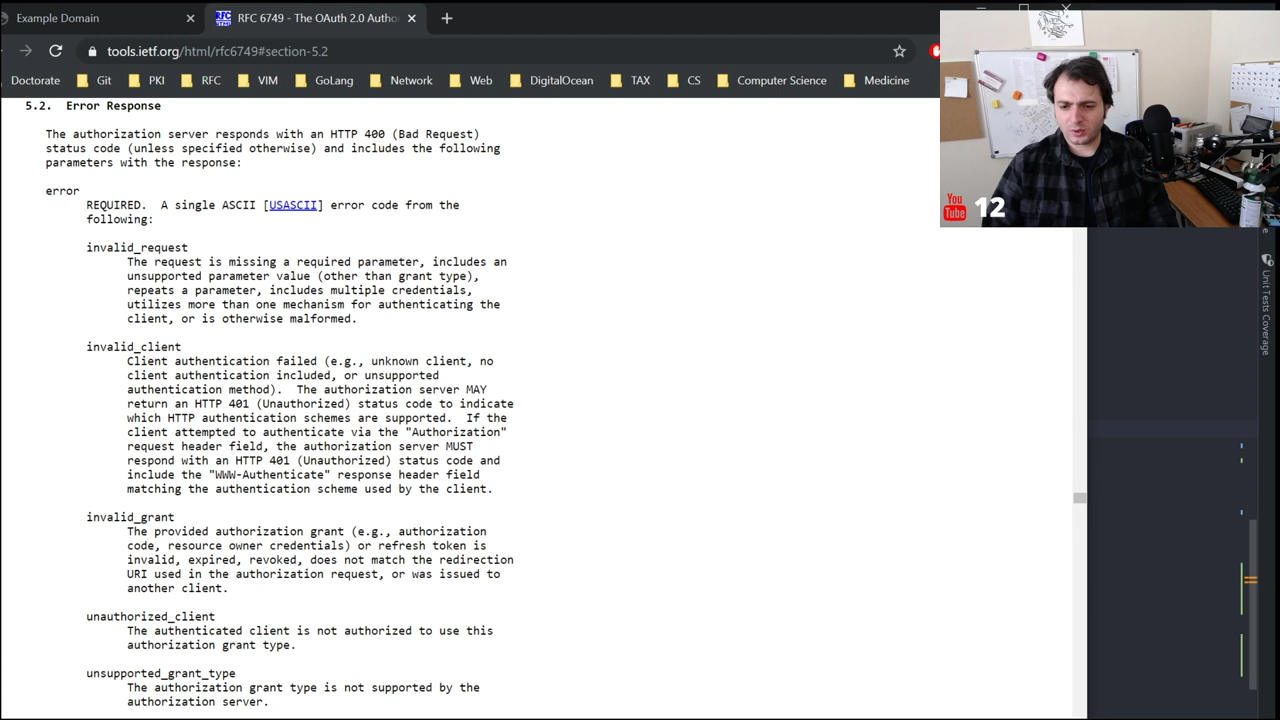 Example Domain
RFC 6749 - The OAuth 2.0 Autho
tools.ietf.org/html/rfc6749#section-5.2
Doctorate Git PKI RFC VIM GoLang Network Web DigitalOcean TAX CS Computer Science Medicine
5.2. Error Response
The authorization server responds with an HTTP 400 (Bad Request)
status code (unless specified otherwise) and includes the following
parameters with the response:
error
REQUIRED. A single ASCII [USASCII] error code from the
following:
invalid_request
The request is missing a required parameter, includes an
unsupported parameter value (other than grant type),
repeats a parameter, includes multiple credentials,
utilizes more than one mechanism for authenticating the
client, or is otherwise malformed.
invalid_client
Client authentication failed (e.g., unknown client, no
client authentication included, or unsupported
authentication method). The authorization server MAY
return an HTTP 401 (Unauthorized) status code to indicate
which HTTP authentication schemes are supported. If the
client attempted to authenticate via the "Authorization"
request header field, the authorization server MUST
respond with an HTTP 401 (Unauthorized) status code and
include the "WWW-Authenticate" response header field
matching the authentication scheme used by the client.
invalid_grant
The provided authorization grant (e.g., authorization
code, resource owner credentials) or refresh token is
invalid, expired, revoked, does not match the redirection
URI used in the authorization request, or was issued to
another client.
unauthorized_client
The authenticated client is not authorized to use this
authorization grant type.
unsupported_grant_type
The authorization grant type is not supported by the
authorization server.
RFC
You
Tube
12
Unit Tests Coverage